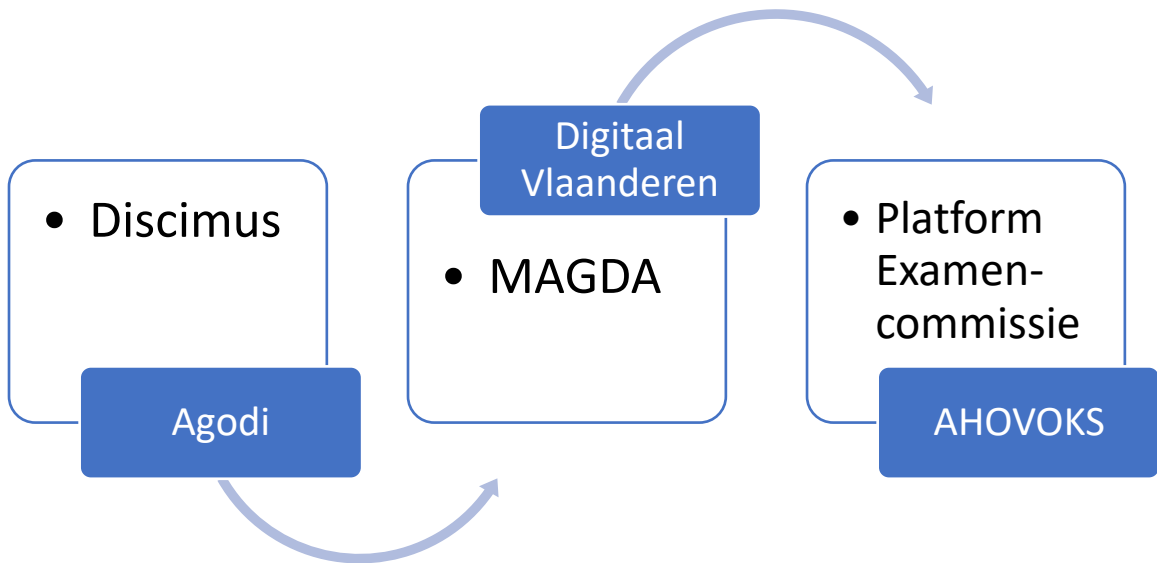 • Discimus
Agodi
Digitaal
Vlaanderen
• MAGDA
• Platform
Examen-
commissie
AHOVOKS